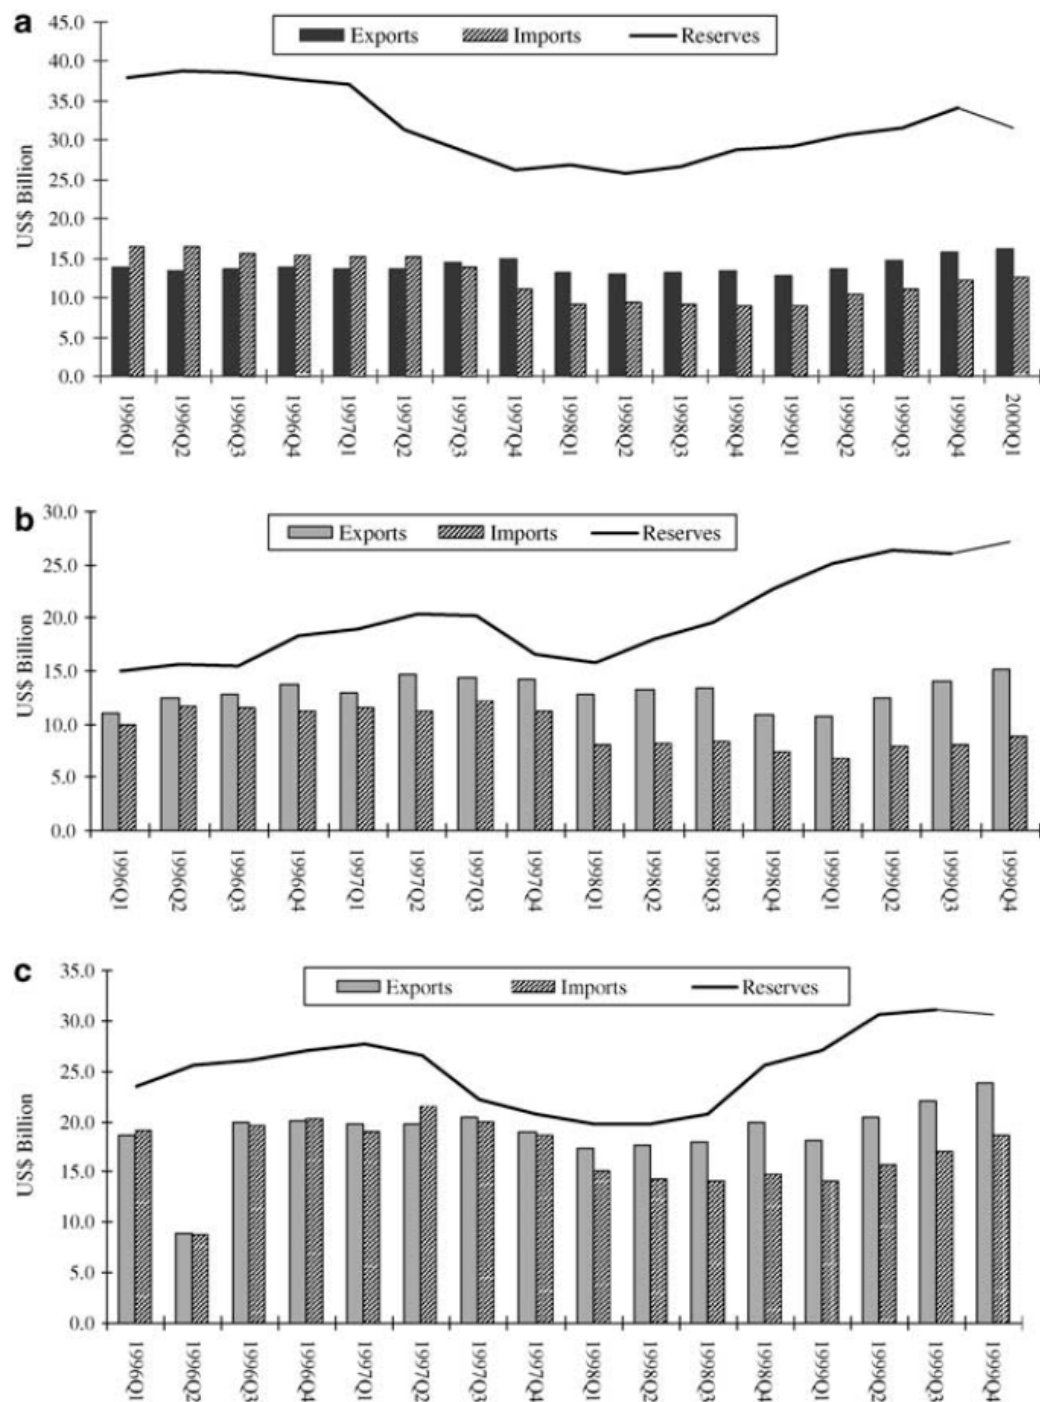 a
Exports Imports Reserves
US$ Billion
45.0
40.0
35.0
30.0
25.0
20.0
15.0
10.0
5.0
0.0
1996Q1 1996Q2 1996Q3 1996Q4 1997Q1 1997Q2 1997Q3 1997Q4 1998Q1 1998Q2 1998Q3 1998Q4 1999Q1 1999Q2 1999Q3 1999Q4 2000Q1
b
Exports Imports Reserves
US$ Billion
30.0
25.0
20.0
15.0
10.0
5.0
0.0
1996Q1 1996Q2 1996Q3 1996Q4 1997Q1 1997Q2 1997Q3 1997Q4 1998Q1 1998Q2 1998Q3 1998Q4 1999Q1 1999Q2 1999Q3 1999Q4
c
Exports Imports Reserves
US$ Billion
35.0
30.0
25.0
20.0
15.0
10.0
5.0
0.0
1996Q1 1996Q2 1996Q3 1996Q4 1997Q1 1997Q2 1997Q3 1997Q4 1998Q1 1998Q2 1998Q3 1998Q4 1999Q1 1999Q2 1999Q3 1999Q4